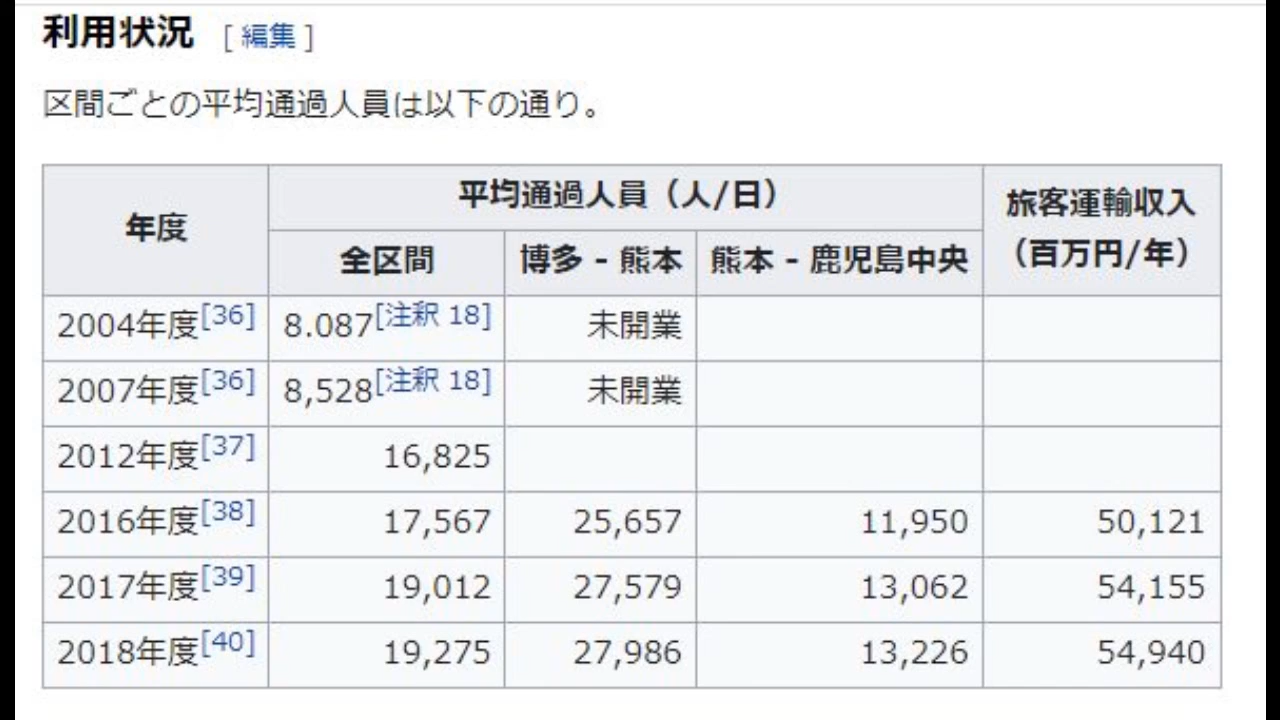 利用状況 [ 編集 ]
区間ごとの平均通過人員は以下の通り。
年度 平均通過人員（人/日） 旅客運輸収入（百万円/年）
全区間 博多 - 熊本 熊本 - 鹿児島中央
2004年度[36] 8.087[注釈 18] 未開業
2007年度[36] 8,528[注釈 18] 未開業
2012年度[37] 16,825
2016年度[38] 17,567 25,657 11,950 50,121
2017年度[39] 19,012 27,579 13,062 54,155
2018年度[40] 19,275 27,986 13,226 54,940